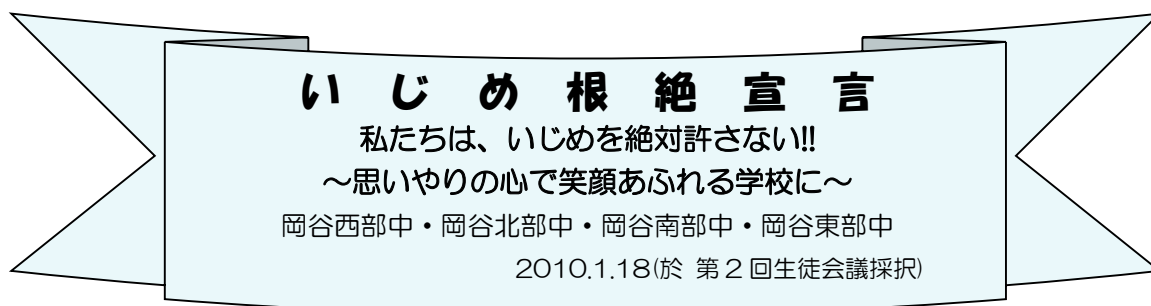 いじめ根絶宣言
私たちは、いじめを絶対許さない!!
～思いやりの心で笑顔あふれる学校に～
岡谷西部中・岡谷北部中・岡谷南部中・岡谷東部中
2010.1.18(於 第2回生徒会議採択)